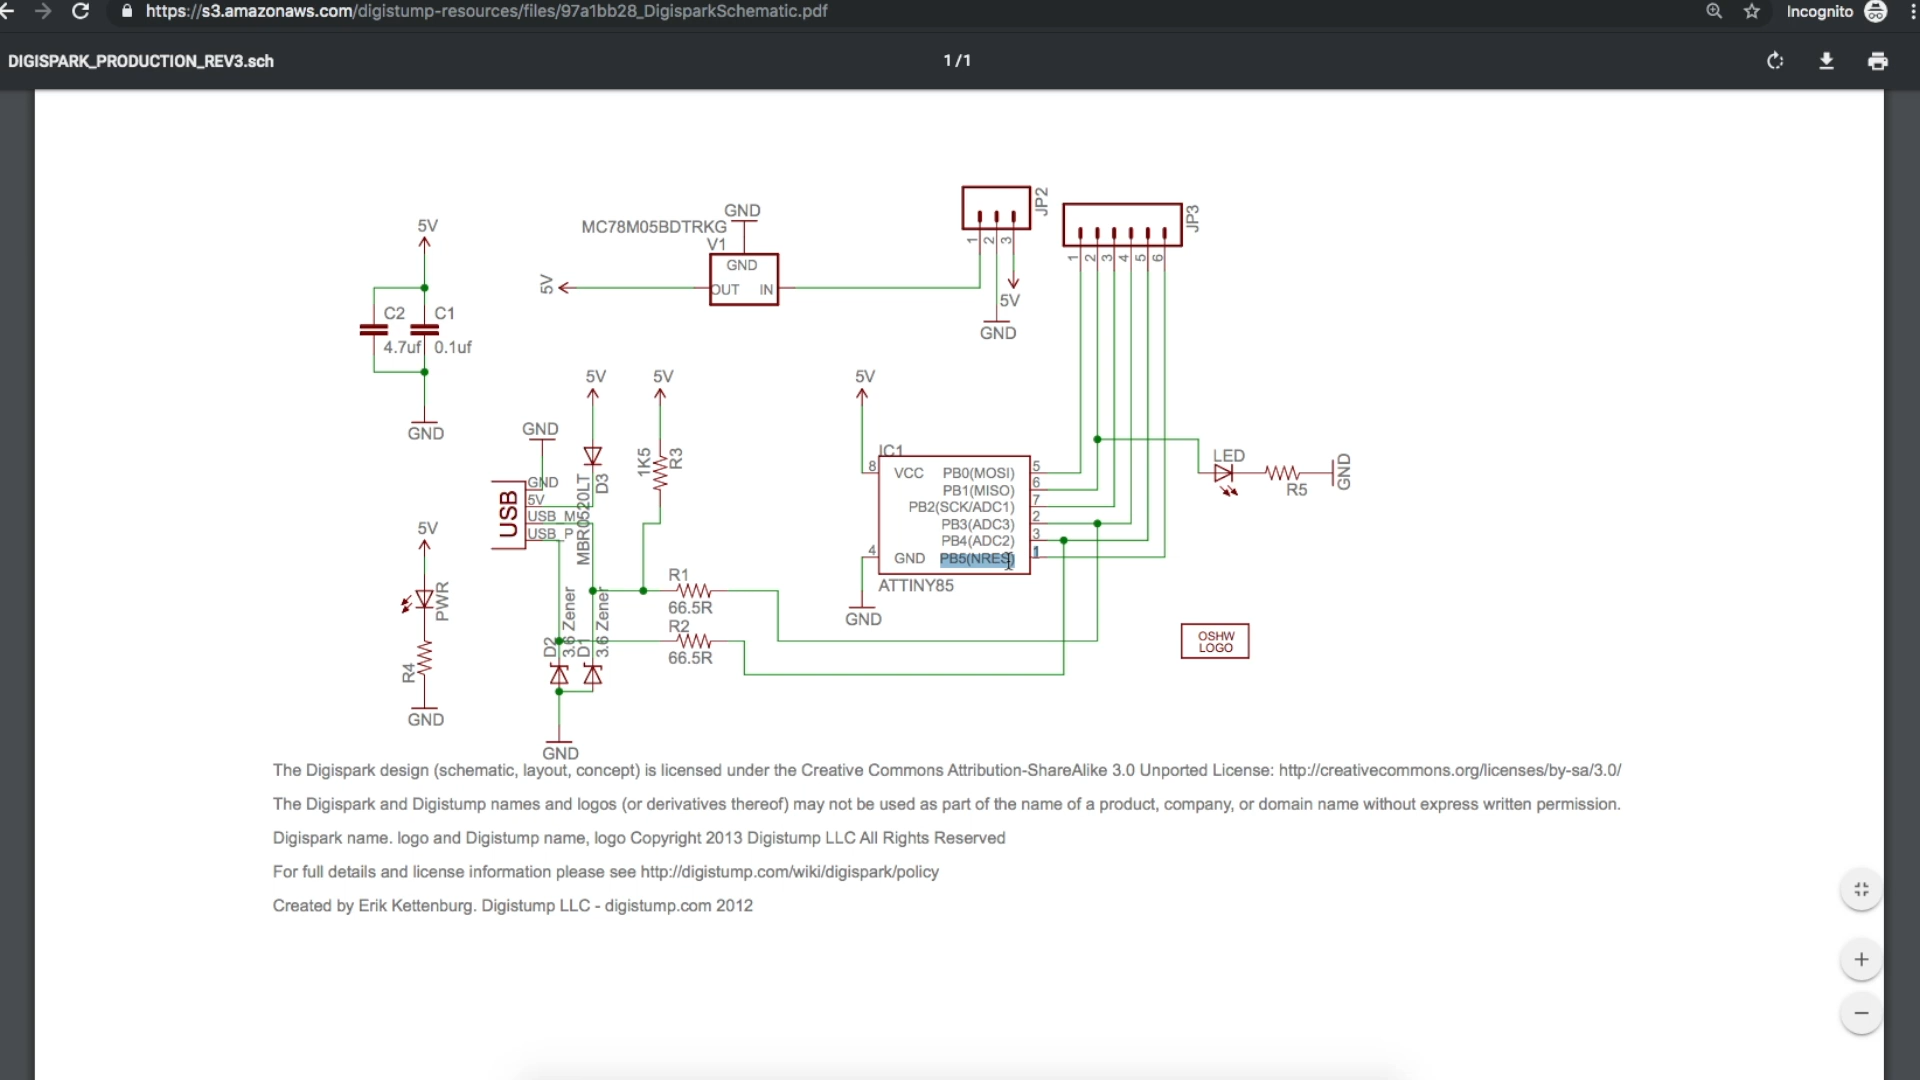 https://s3.amazonaws.com/digistump-resources/files/97a1bb28_DigisparkSchematic.pdf
Incognito
DIGISPARK_PRODUCTION_REV3.sch
1 / 1
JP2
1
2
3
5V
GND
JP3
1
2
3
4
5
6
GND
MC78M05BDTRKG
V1
GND
OUT
IN
5V
5V
C2
C1
4.7uf
0.1uf
GND
5V
5V
5V
GND
1K5
R3
D3
MBR0520LT
USB
GND
5V
USB_M
USB_P
IC1
8
VCC
PB0(MOSI)
5
PB1(MISO)
6
PB2(SCK/ADC1)
7
PB3(ADC3)
2
PB4(ADC2)
3
4
GND
PB5(NRES)
1
ATTINY85
GND
LED
R5
GND
5V
PWR
R4
GND
R1
66.5R
R2
66.5R
D2
3.6 Zener
D1
3.6 Zener
GND
OSHW
LOGO
The Digispark design (schematic, layout, concept) is licensed under the Creative Commons Attribution-ShareAlike 3.0 Unported License: http://creativecommons.org/licenses/by-sa/3.0/
The Digispark and Digistump names and logos (or derivatives thereof) may not be used as part of the name of a product, company, or domain name without express written permission.
Digispark name. logo and Digistump name, logo Copyright 2013 Digistump LLC All Rights Reserved
For full details and license information please see http://digistump.com/wiki/digispark/policy
Created by Erik Kettenburg. Digistump LLC - digistump.com 2012